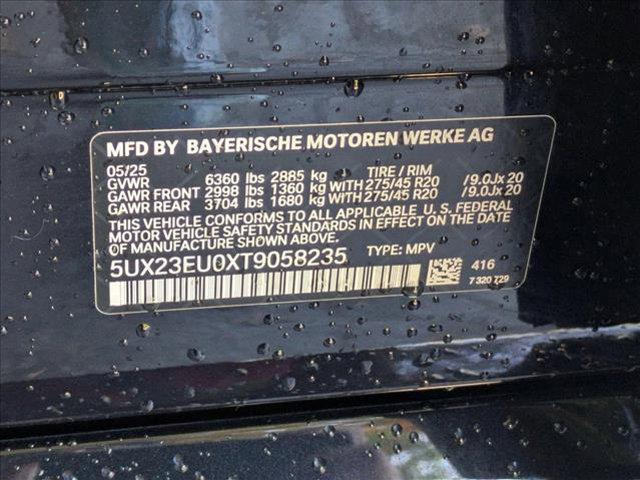 MFD BY BAYERISCHE MOTOREN WERKE AG
05/25 TIRE / RIM
GVWR 6360 lbs 2885 kg
GAWR FRONT 2998 lbs 1360 kg WITH 275/45 R20 /9.0Jx 20
GAWR REAR 3704 lbs 1680 kg WITH 275/45 R20 /9.0Jx 20
THIS VEHICLE CONFORMS TO ALL APPLICABLE U. S. FEDERAL
MOTOR VEHICLE SAFETY STANDARDS IN EFFECT ON THE DATE
OF MANUFACTURE SHOWN ABOVE.
5UX23EU0XT9058235 TYPE: MPV
416
7 320 729